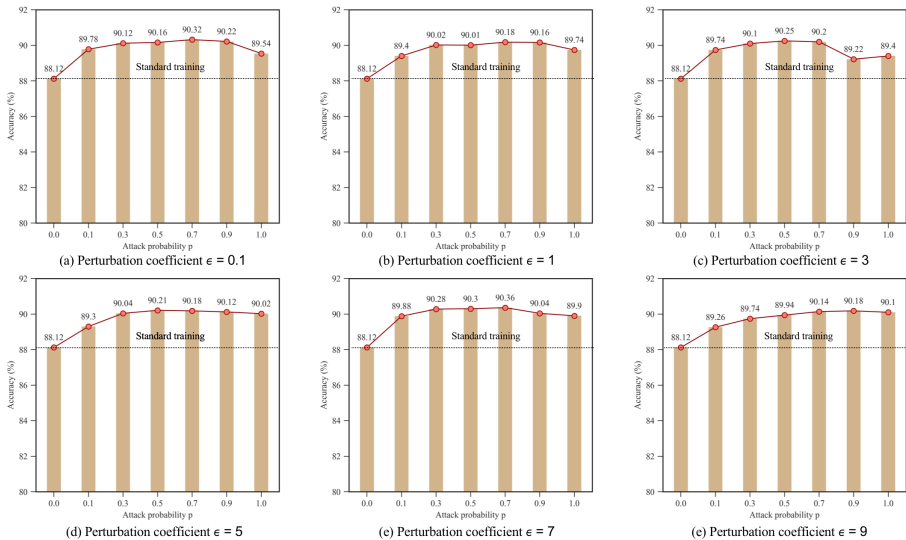 92
90
88
86
84
82
80
Accuracy (%)
88.12
89.78
90.12
90.16
90.32
90.22
89.54
Standard training
0.0 0.1 0.3 0.5 0.7 0.9 1.0
Attack probability p
(a) Perturbation coefficient ϵ = 0.1
92
90
88
86
84
82
80
Accuracy (%)
88.12
89.4
90.02
90.01
90.18
90.16
89.74
Standard training
0.0 0.1 0.3 0.5 0.7 0.9 1.0
Attack probability p
(b) Perturbation coefficient ϵ = 1
92
90
88
86
84
82
80
Accuracy (%)
88.12
89.74
90.1
90.25
90.2
89.22
89.4
Standard training
0.0 0.1 0.3 0.5 0.7 0.9 1.0
Attack probability p
(c) Perturbation coefficient ϵ = 3
92
90
88
86
84
82
80
Accuracy (%)
88.12
89.3
90.04
90.21
90.18
90.12
90.02
Standard training
0.0 0.1 0.3 0.5 0.7 0.9 1.0
Attack probability p
(d) Perturbation coefficient ϵ = 5
92
90
88
86
84
82
80
Accuracy (%)
88.12
89.88
90.28
90.3
90.36
90.04
89.9
Standard training
0.0 0.1 0.3 0.5 0.7 0.9 1.0
Attack probability p
(e) Perturbation coefficient ϵ = 7
92
90
88
86
84
82
80
Accuracy (%)
88.12
89.26
89.74
89.94
90.14
90.18
90.1
Standard training
0.0 0.1 0.3 0.5 0.7 0.9 1.0
Attack probability p
(e) Perturbation coefficient ϵ = 9